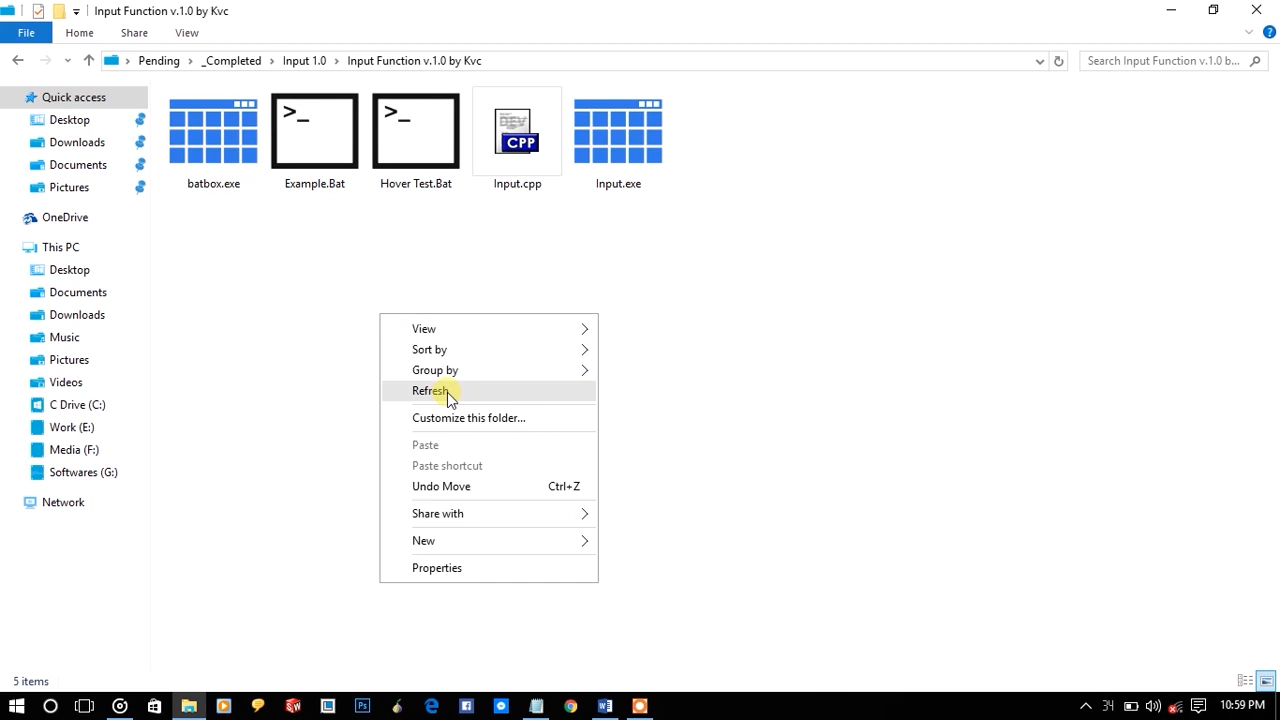 Input Function v.1.0 by Kvc
File Home Share View
Pending _Completed Input 1.0 Input Function v.1.0 by Kvc
Search Input Function v.1.0 b...
Quick access
Desktop
Downloads
Documents
Pictures
OneDrive
This PC
Desktop
Documents
Downloads
Music
Pictures
Videos
C Drive (C:)
Work (E:)
Media (F:)
Softwares (G:)
Network
>_ >_ DEV CPP
batbox.exe Example.Bat Hover Test.Bat Input.cpp Input.exe
View
Sort by
Group by
Refresh
Customize this folder...
Paste
Paste shortcut
Undo Move Ctrl+Z
Share with
New
Properties
5 items
Ps 34 10:59 PM